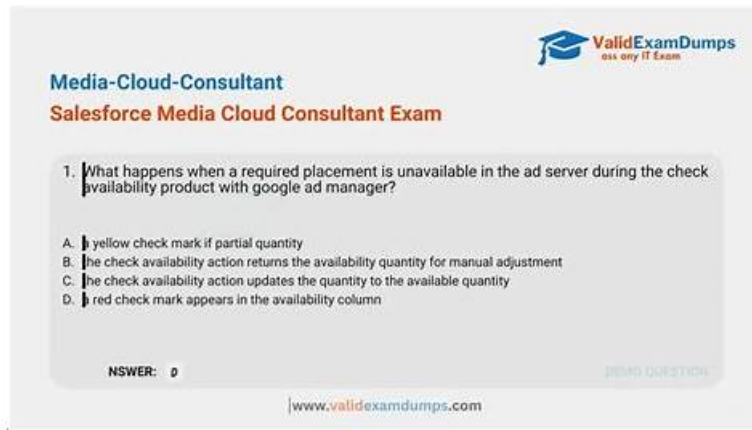 ValidExamDumps
ass any IT Exam
Media-Cloud-Consultant
Salesforce Media Cloud Consultant Exam
1. What happens when a required placement is unavailable in the ad server during the check
availability product with google ad manager?
A. yellow check mark if partial quantity
B. he check availability action returns the availability quantity for manual adjustment
C. he check availability action updates the quantity to the available quantity
D. red check mark appears in the availability column
NSWER: D
DEMO QUESTION
www.validexamdumps.com